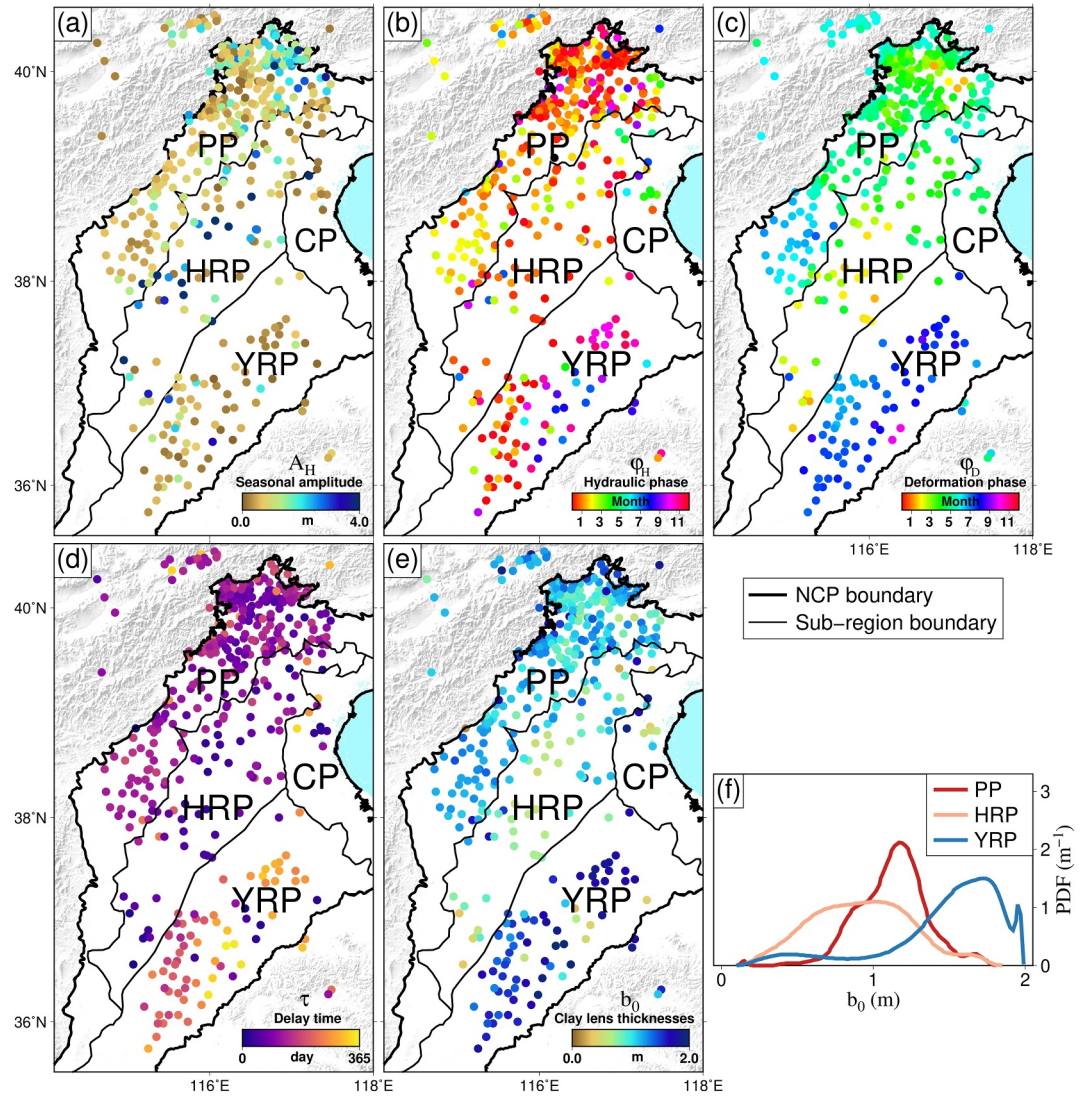 (a)
40°N
38°N
36°N
PP
HRP
CP
YRP
A_H
Seasonal amplitude
0.0 m 4.0
(b)
PP
HRP
CP
YRP
φ_H
Hydraulic phase
Month
1 3 5 7 9 11
(c)
PP
HRP
CP
YRP
φ_D
Deformation phase
Month
1 3 5 7 9 11
116°E 118°E
(d)
40°N
38°N
36°N
PP
HRP
CP
YRP
τ
Delay time
0 day 365
116°E 118°E
(e)
PP
HRP
CP
YRP
b_0
Clay lens thicknesses
0.0 m 2.0
116°E 118°E
NCP boundary
Sub−region boundary
(f)
PP
HRP
YRP
3
2
1
0
PDF (m⁻¹)
0 1 2
b₀ (m)